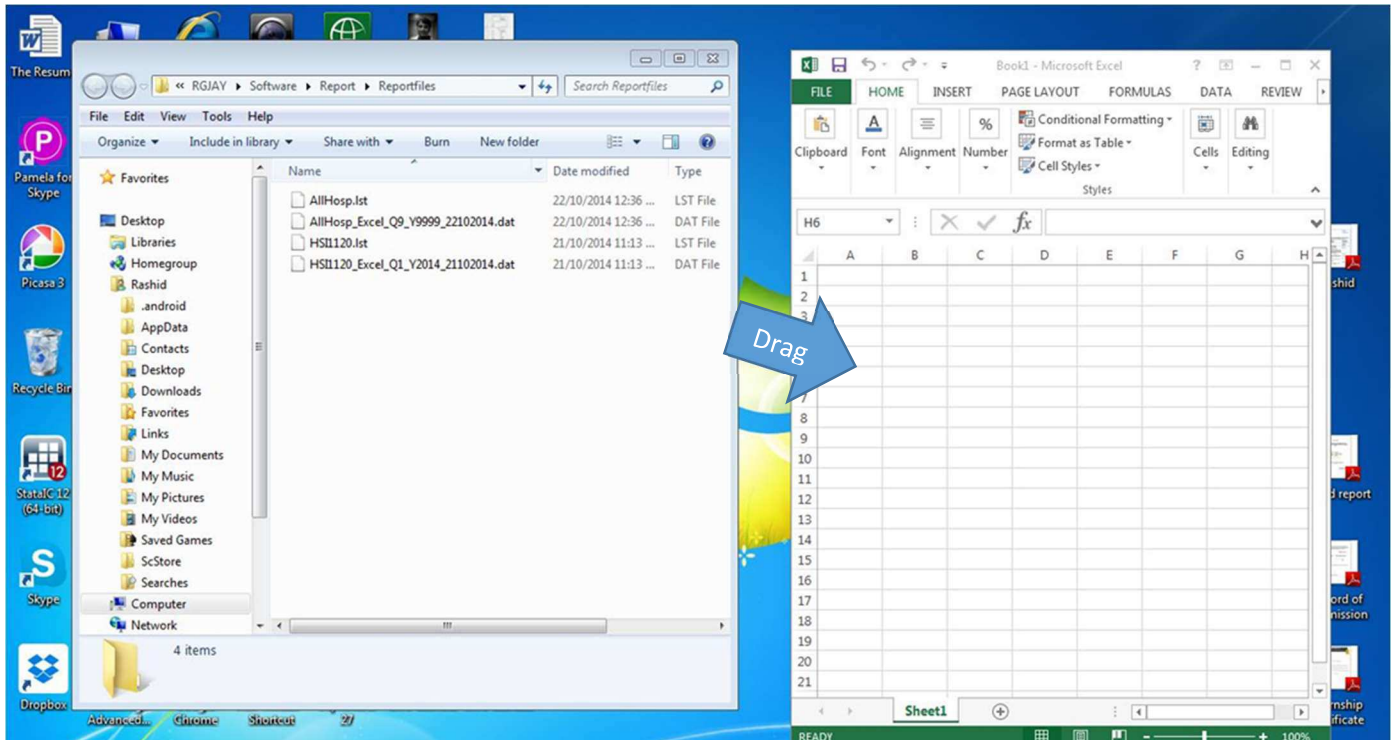 The Resum
Pamela for
Skype
Picasa 3
Recycle Bin
StataIC 12
(64-bit)
12
Skype
Dropbox
« RGJAY ▸ Software ▸ Report ▸ Reportfiles
Search Reportfiles
File Edit View Tools Help
Organize Include in library Share with Burn New folder
Favorites
Desktop
Libraries
Homegroup
Rashid
.android
AppData
Contacts
Desktop
Downloads
Favorites
Links
My Documents
My Music
My Pictures
My Videos
Saved Games
ScStore
Searches
Computer
Network
Name Date modified Type
AllHosp.lst 22/10/2014 12:36 ... LST File
AllHosp_Excel_Q9_Y9999_22102014.dat 22/10/2014 12:36 ... DAT File
HSI1120.lst 21/10/2014 11:13 ... LST File
HSI1120_Excel_Q1_Y2014_21102014.dat 21/10/2014 11:13 ... DAT File
4 items
Advanced... Chrome Shortcut 27
Drag
Book1 - Microsoft Excel
FILE HOME INSERT PAGE LAYOUT FORMULAS DATA REVIEW
Clipboard Font Alignment Number
%
Conditional Formatting
Format as Table
Cell Styles
Styles
Cells Editing
H6 fx
A B C D E F G H
1
2
3
7
8
9
10
11
12
13
14
15
16
17
18
19
20
21
Sheet1
READY 100%
shid
d report
ord of
mission
rnship
ificate